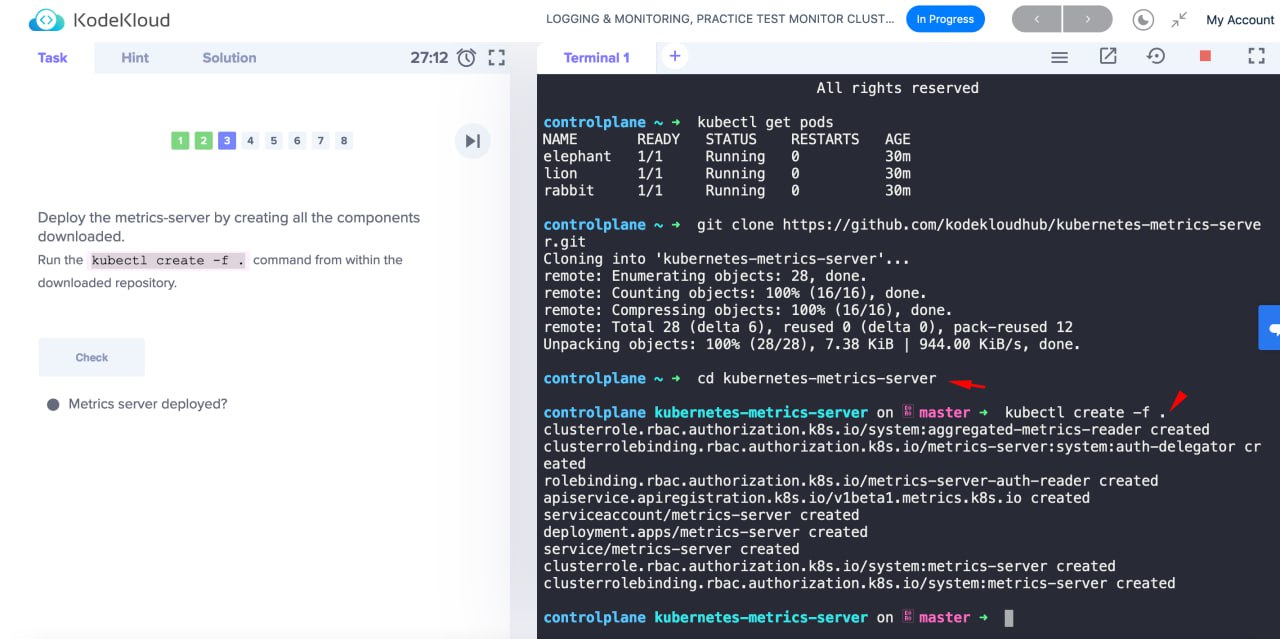 KodeKloud
LOGGING & MONITORING, PRACTICE TEST MONITOR CLUST...
In Progress
My Account
Task Hint Solution 27:12
Terminal 1 +
1 2 3 4 5 6 7 8
Deploy the metrics-server by creating all the components
downloaded.
Run the kubectl create -f . command from within the
downloaded repository.
Check
Metrics server deployed?
All rights reserved
controlplane ~ ➜ kubectl get pods
NAME READY STATUS RESTARTS AGE
elephant 1/1 Running 0 30m
lion 1/1 Running 0 30m
rabbit 1/1 Running 0 30m
controlplane ~ ➜ git clone https://github.com/kodekloudhub/kubernetes-metrics-serve
r.git
Cloning into 'kubernetes-metrics-server'...
remote: Enumerating objects: 28, done.
remote: Counting objects: 100% (16/16), done.
remote: Compressing objects: 100% (16/16), done.
remote: Total 28 (delta 6), reused 0 (delta 0), pack-reused 12
Unpacking objects: 100% (28/28), 7.38 KiB | 944.00 KiB/s, done.
controlplane ~ ➜ cd kubernetes-metrics-server
controlplane kubernetes-metrics-server on master ➜ kubectl create -f .
clusterrole.rbac.authorization.k8s.io/system:aggregated-metrics-reader created
clusterrolebinding.rbac.authorization.k8s.io/metrics-server:system:auth-delegator cr
eated
rolebinding.rbac.authorization.k8s.io/metrics-server-auth-reader created
apiservice.apiregistration.k8s.io/v1beta1.metrics.k8s.io created
serviceaccount/metrics-server created
deployment.apps/metrics-server created
service/metrics-server created
clusterrole.rbac.authorization.k8s.io/system:metrics-server created
clusterrolebinding.rbac.authorization.k8s.io/system:metrics-server created
controlplane kubernetes-metrics-server on master ➜